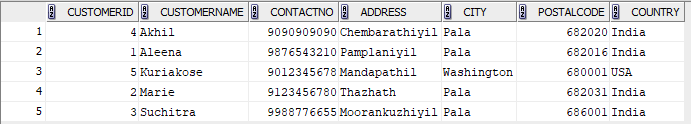 CUSTOMERID CUSTOMERNAME CONTACTNO ADDRESS CITY POSTALCODE COUNTRY
1 4 Akhil 9090909090 Chembarathiyil Pala 682020 India
2 1 Aleena 9876543210 Pamplaniyil Pala 682016 India
3 5 Kuriakose 9012345678 Mandapathil Washington 680001 USA
4 2 Marie 9123456780 Thazhath Pala 682031 India
5 3 Suchitra 9988776655 Moorankuzhiyil Pala 686001 India